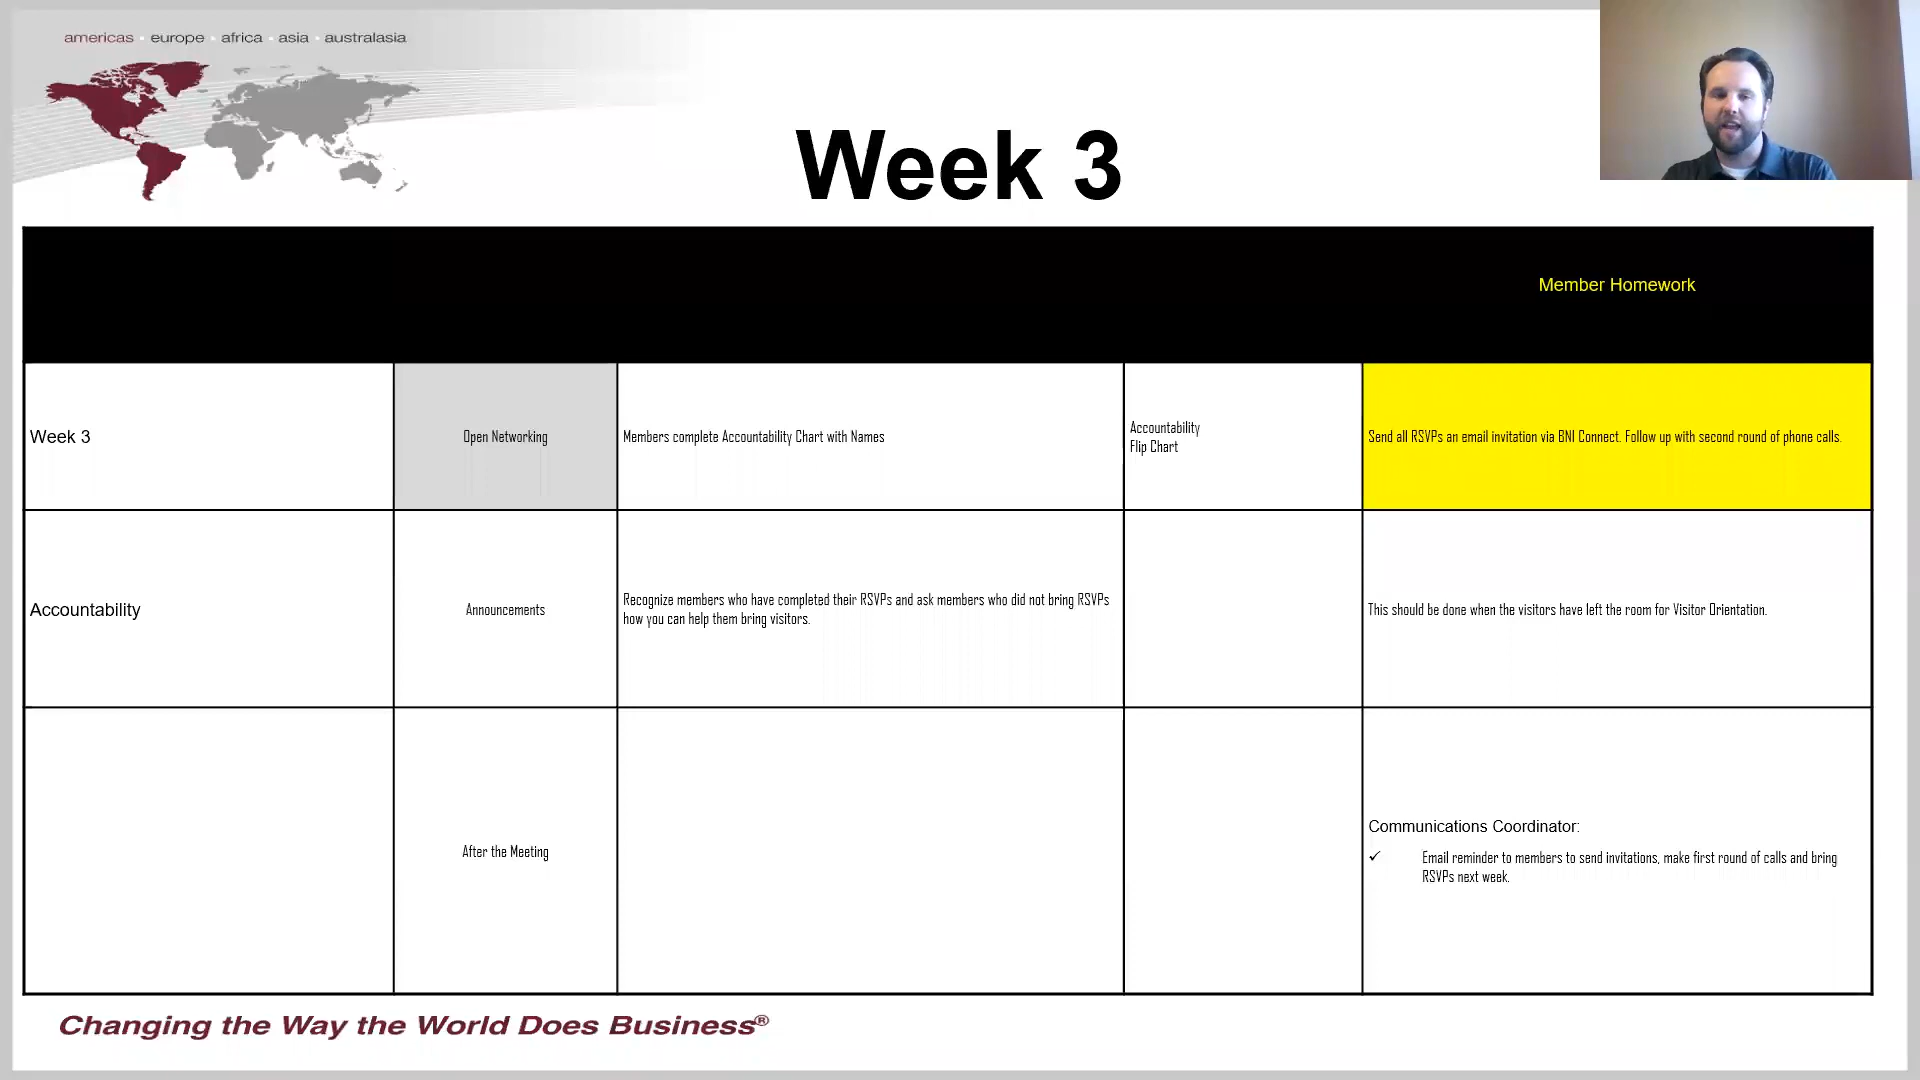 americas • europe • africa • asia • australasia
Week 3
Member Homework
Week 3
Open Networking
Members complete Accountability Chart with Names
Accountability
Flip Chart
Send all RSVPs an email invitation via BNI Connect. Follow up with second round of phone calls.
Accountability
Announcements
Recognize members who have completed their RSVPs and ask members who did not bring RSVPs
how you can help them bring visitors.
This should be done when the visitors have left the room for Visitor Orientation.
After the Meeting
Communications Coordinator:
✓ Email reminder to members to send invitations, make first round of calls and bring
RSVPs next week.
Changing the Way the World Does Business®